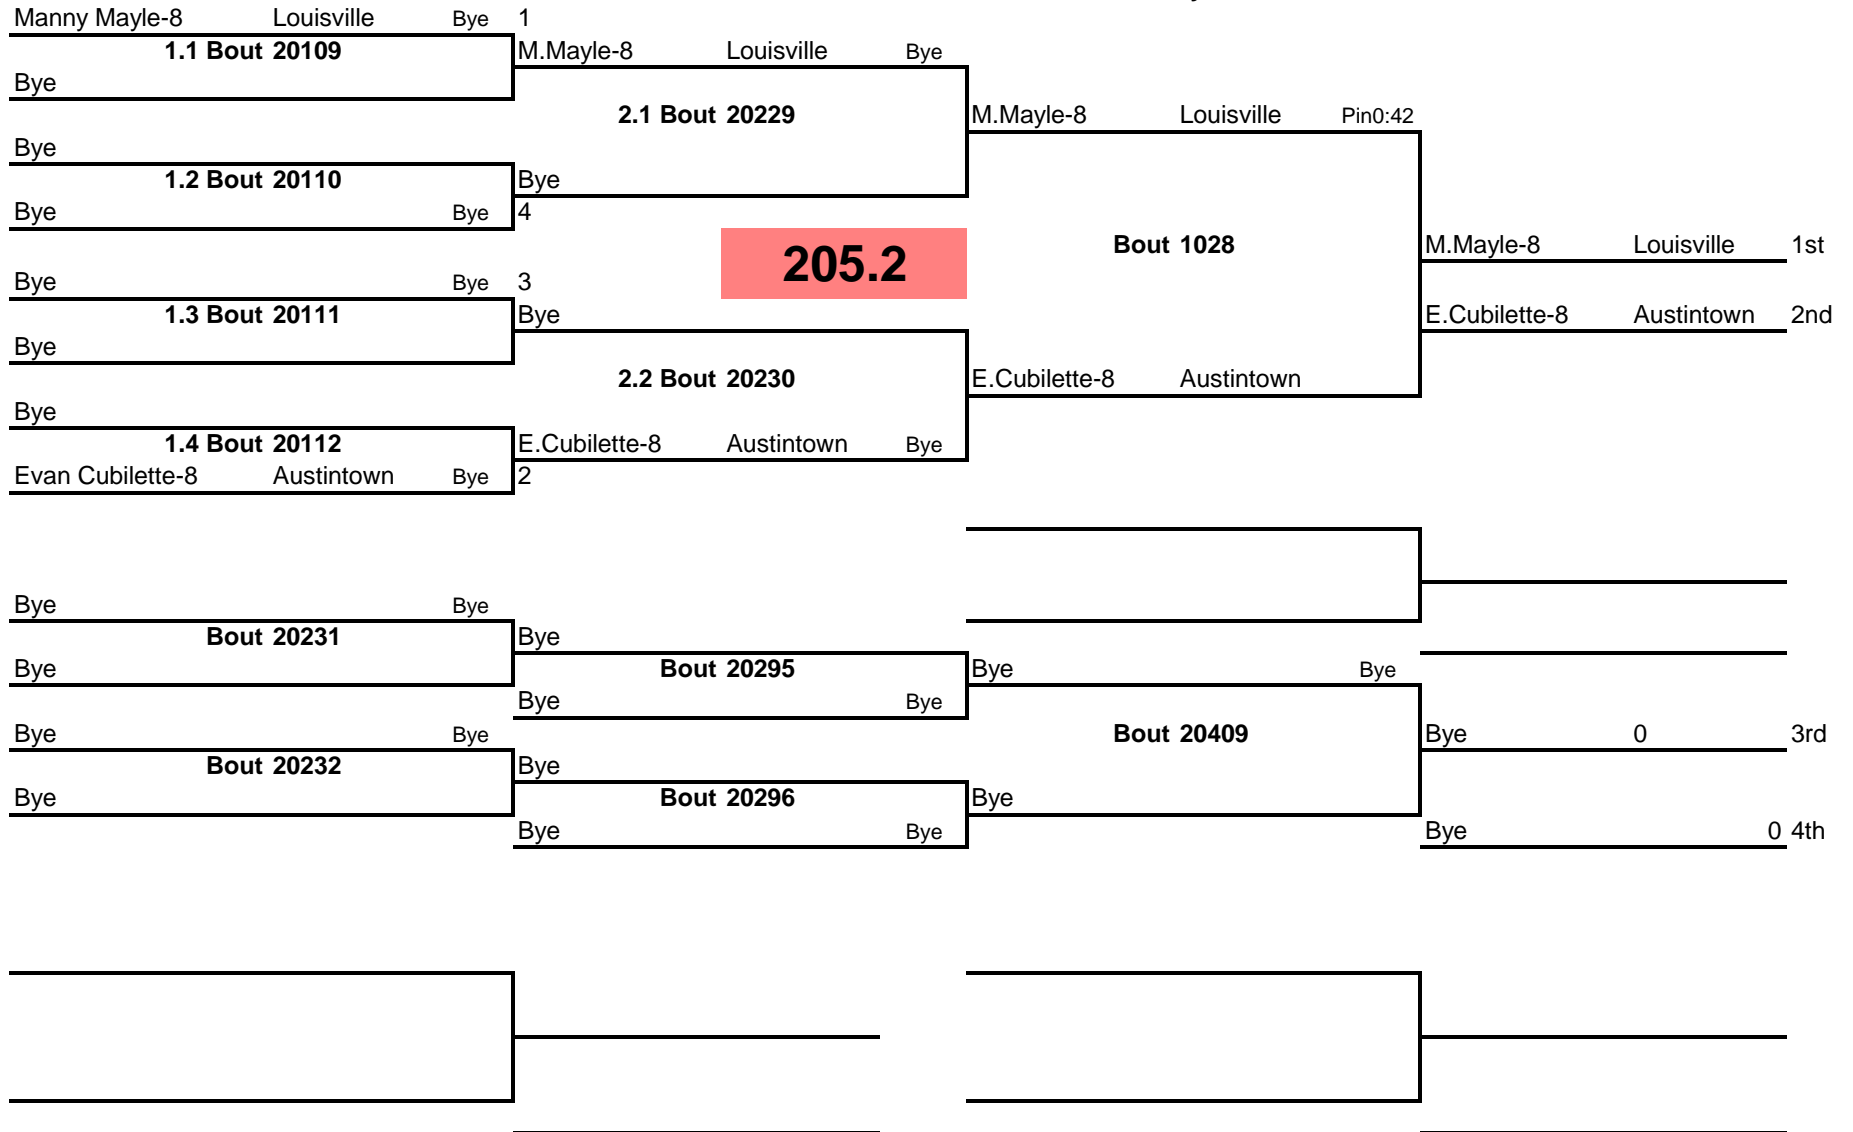 Manny Mayle-8 Louisville Bye 1
1.1 Bout 20109 M.Mayle-8 Louisville Bye
Bye
2.1 Bout 20229 M.Mayle-8 Louisville Pin0:42
Bye
1.2 Bout 20110 Bye
Bye Bye 4
205.2 Bout 1028 M.Mayle-8 Louisville 1st
Bye Bye 3
1.3 Bout 20111 Bye E.Cubilette-8 Austintown 2nd
Bye
2.2 Bout 20230 E.Cubilette-8 Austintown
Bye
1.4 Bout 20112 E.Cubilette-8 Austintown Bye
Evan Cubilette-8 Austintown Bye 2
Bye Bye
Bout 20231 Bye
Bye Bout 20295 Bye Bye
Bye Bye
Bye Bye Bout 20409 Bye 0 3rd
Bout 20232 Bye
Bye Bout 20296 Bye
Bye Bye Bye 0 4th